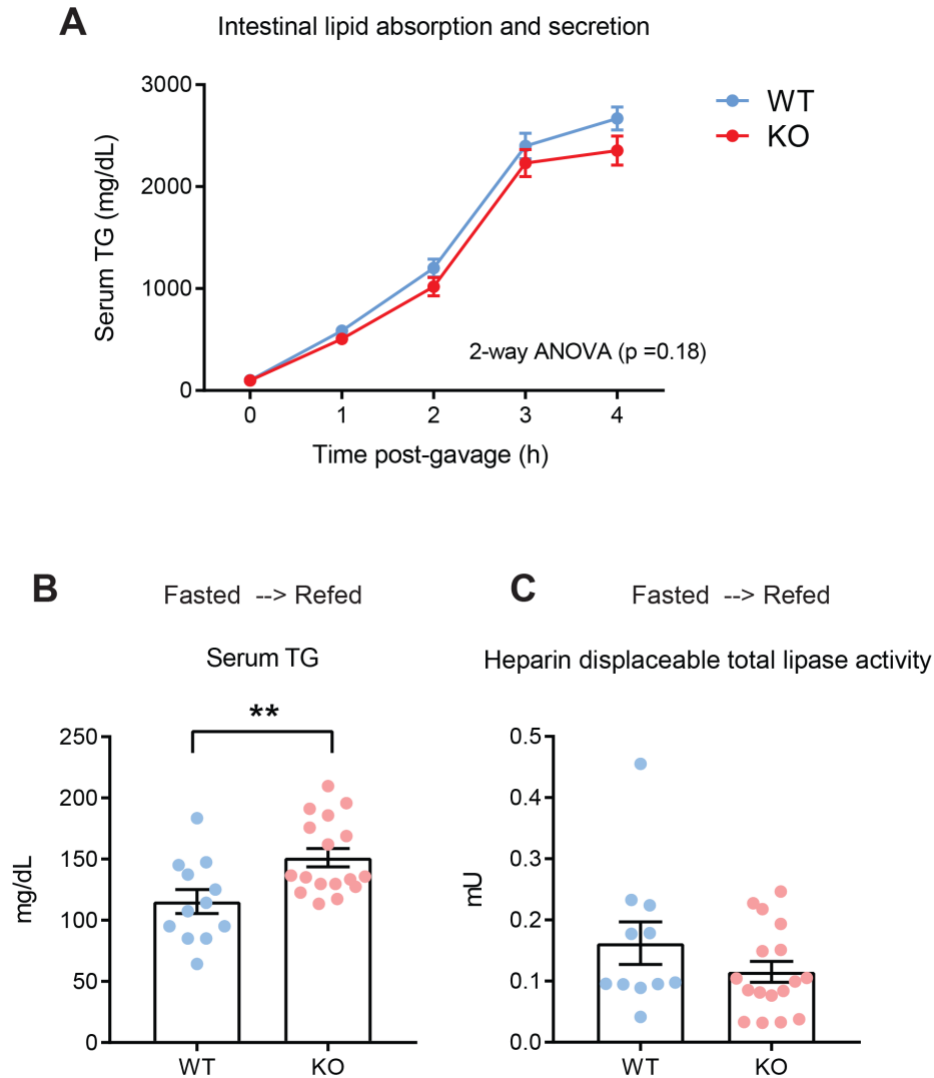 A
Intestinal lipid absorption and secretion
3000
2000
1000
0
Serum TG (mg/dL)
0 1 2 3 4
Time post-gavage (h)
WT
KO
2-way ANOVA (p =0.18)
B
Fasted --> Refed
Serum TG
**
250
200
150
100
50
0
mg/dL
WT KO
C
Fasted --> Refed
Heparin displaceable total lipase activity
0.5
0.4
0.3
0.2
0.1
0.0
mU
WT KO